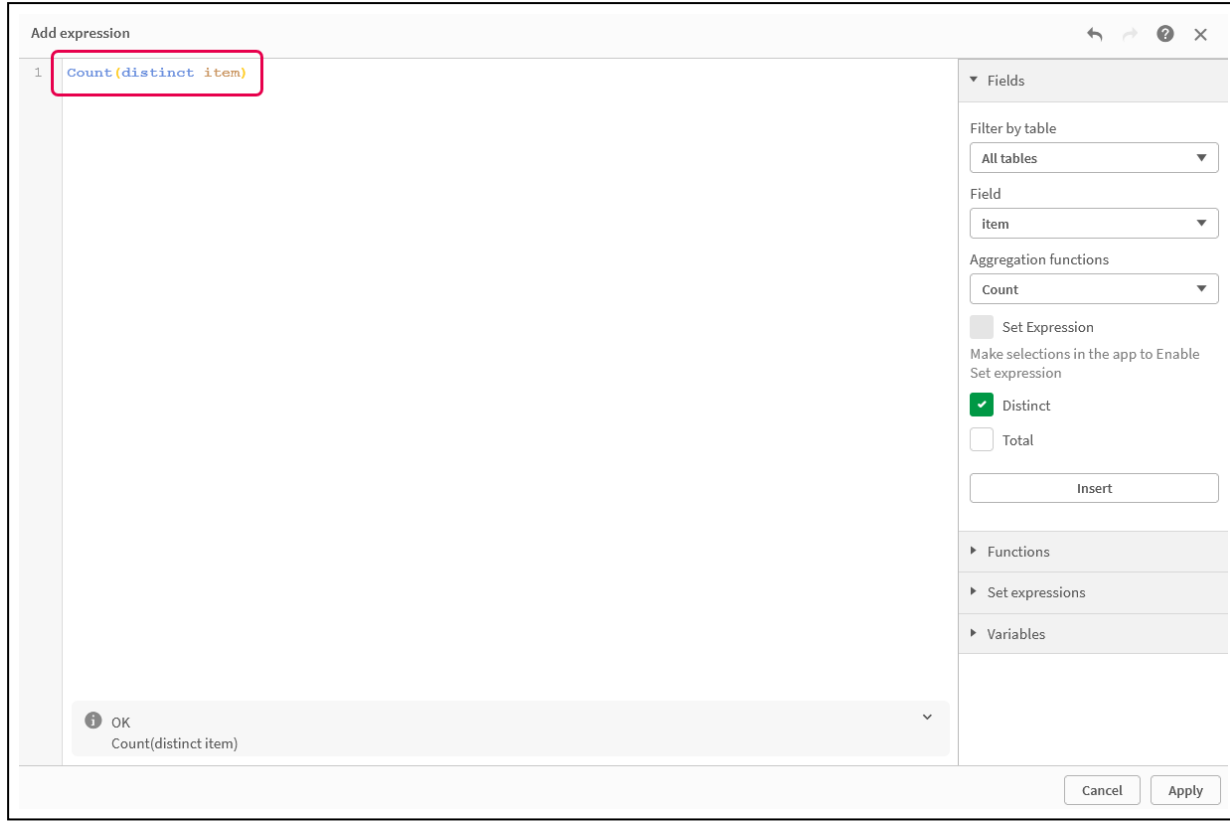 Add expression
1 Count(distinct item)
Fields
Filter by table
All tables
Field
item
Aggregation functions
Count
Set Expression
Make selections in the app to Enable
Set expression
Distinct
Total
Insert
Functions
Set expressions
Variables
OK
Count(distinct item)
Cancel Apply